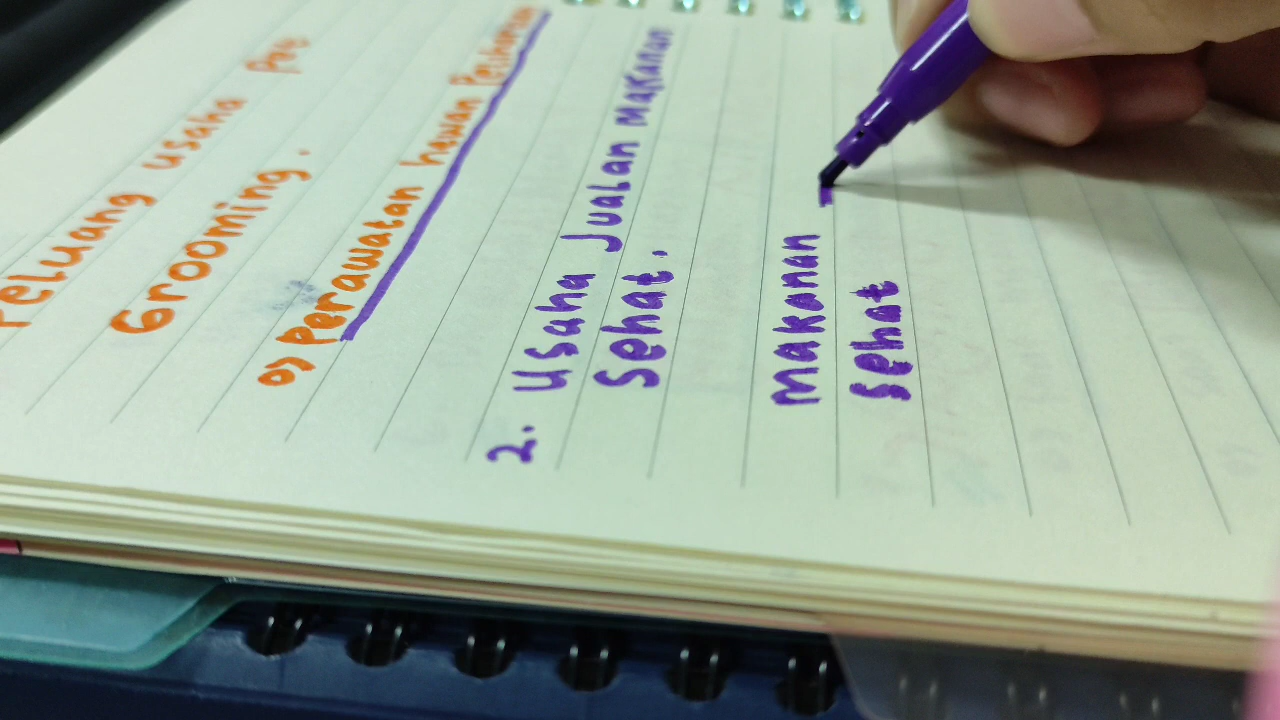 Peluang usaha Pet
Grooming.
=> Perawatan hewan Peliharaan
2. Usaha Jualan Makanan
Sehat.
Makanan
Sehat